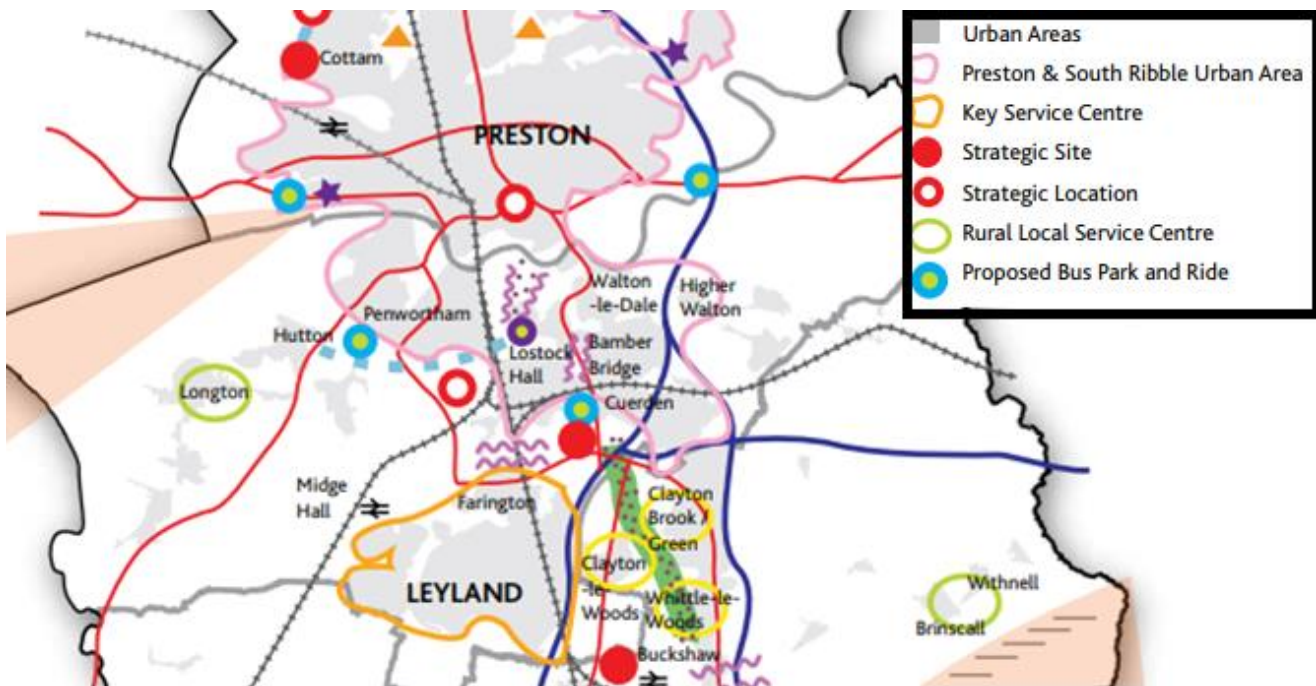 Cottam
PRESTON
Walton
-le-Dale
Higher
Walton
Penwortham
Hutton
Lostock
Hall
Bamber
Bridge
Longton
Cuerden
Midge
Hall
Farington
Clayton
Brook /
Green
Clayton
-le-
Woods
LEYLAND
Whittle-le-
Woods
Withnell
Brinscall
Buckshaw
Urban Areas
Preston & South Ribble Urban Area
Key Service Centre
Strategic Site
Strategic Location
Rural Local Service Centre
Proposed Bus Park and Ride